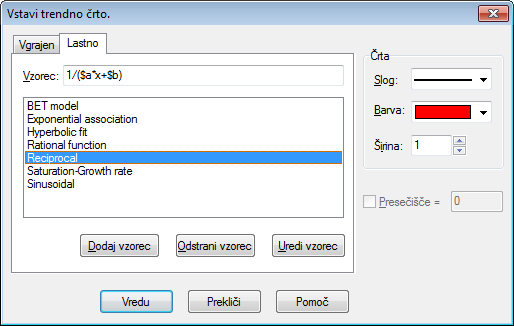 Vstavi trendno črto.
Vgrajen Lastno
Vzorec: 1/($a*x+$b)
BET model
Exponential association
Hyperbolic fit
Rational function
Reciprocal
Saturation-Growth rate
Sinusoidal
Dodaj vzorec Odstrani vzorec Uredi vzorec
Črta
Slog:
Barva:
Širina: 1
Presečišče = 0
Vredu Prekliči Pomoč